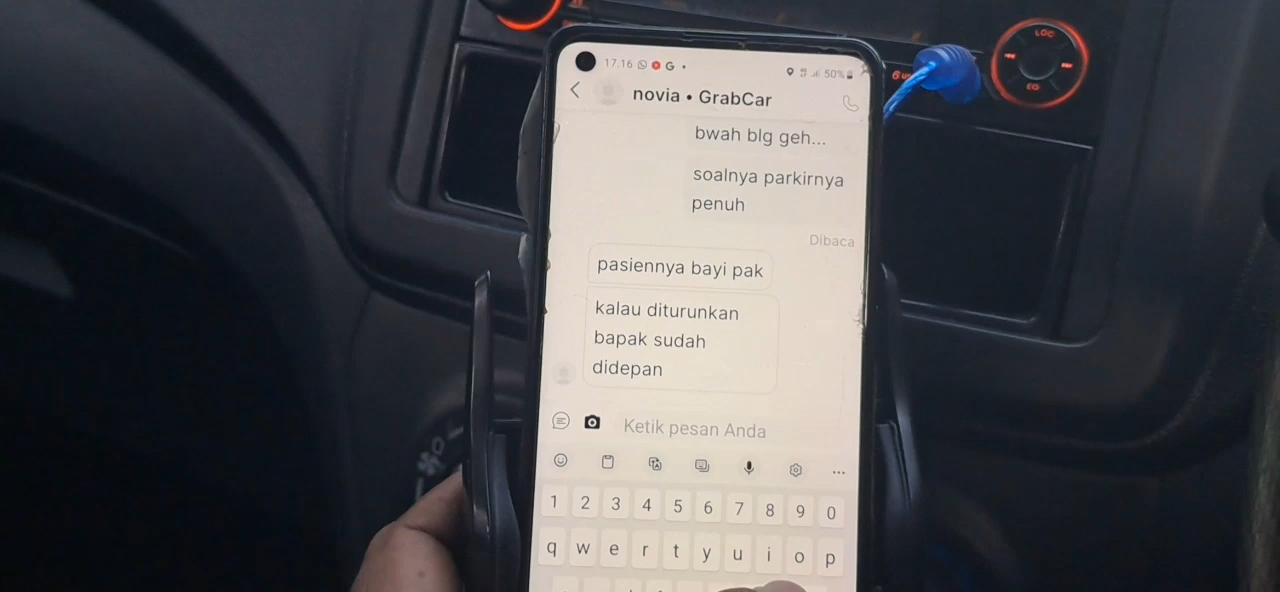 17.16 G
50%
novia • GrabCar
bwah blg geh...
soalnya parkirnya
penuh
Dibaca
pasiennya bayi pak
kalau diturunkan
bapak sudah
didepan
Ketik pesan Anda
1 2 3 4 5 6 7 8 9 0
q w e r t y u i o p
LOC
EQ